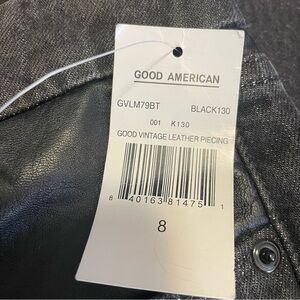 GOOD AMERICAN
GVLM79BT BLACK130
001 K130
GOOD VINTAGE LEATHER PIECING
8 40163 81475 1
8